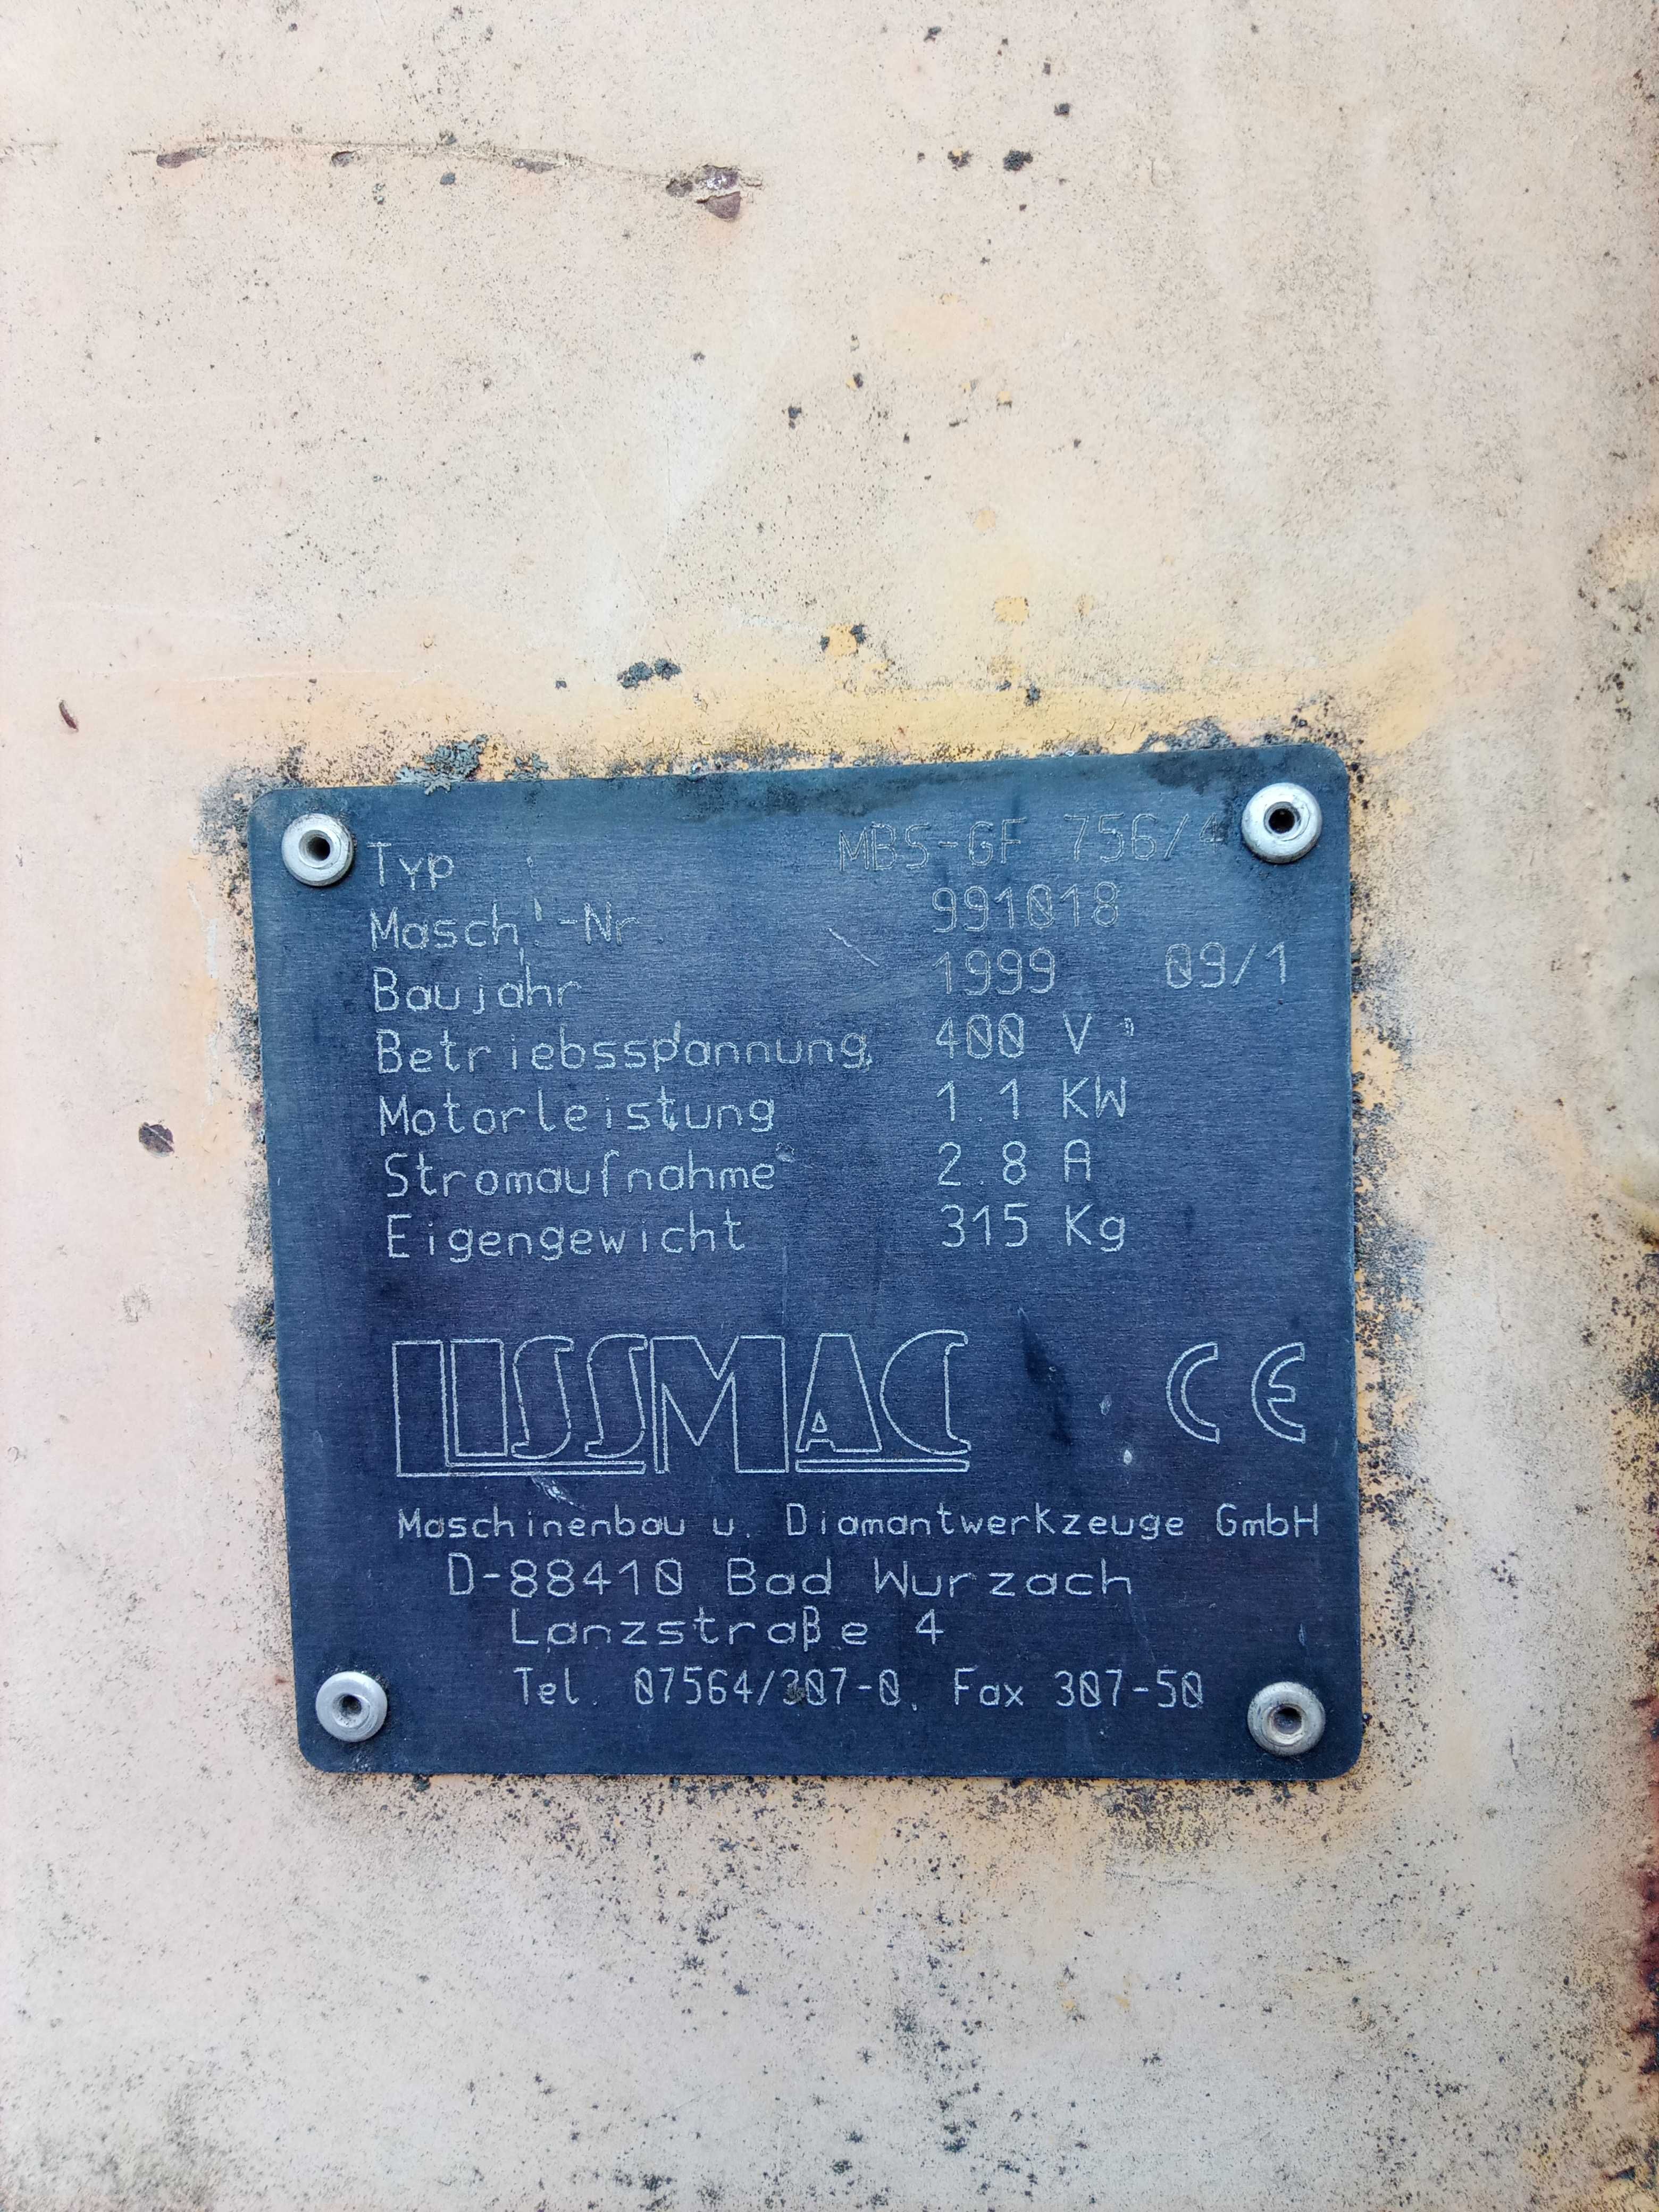 Typ MBS-GF 756/4
Masch.-Nr 991018
Baujahr 1999 09/1
Betriebsspannung 400 V
Motorleistung 1.1 KW
Stromaufnahme 2.8 A
Eigengewicht 315 Kg
LISSMAC CE
Maschinenbau u. Diamantwerkzeuge GmbH
D-88410 Bad Wurzach
Lanzstraße 4
Tel. 07564/307-0, Fax 307-50